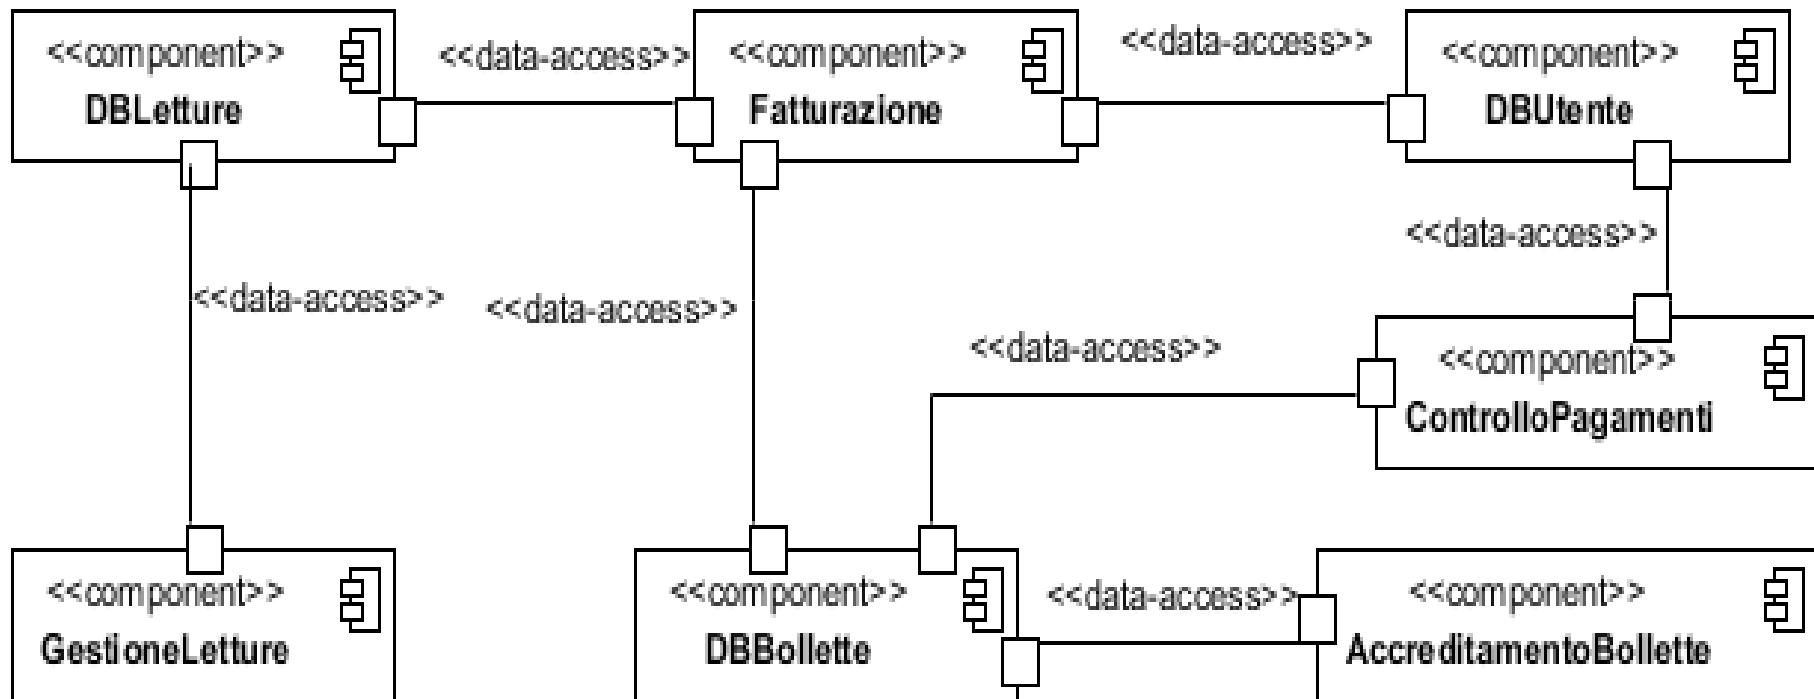 <<component>>
DBLetture
<<data-access>>
<<component>>
Fatturazione
<<data-access>>
<<component>>
DBUtente
<<data-access>>
<<data-access>>
<<data-access>>
<<data-access>>
<<component>>
ControlloPagamenti
<<component>>
GestioneLetture
<<component>>
DBBollette
<<data-access>>
<<component>>
AccreditamentoBollette